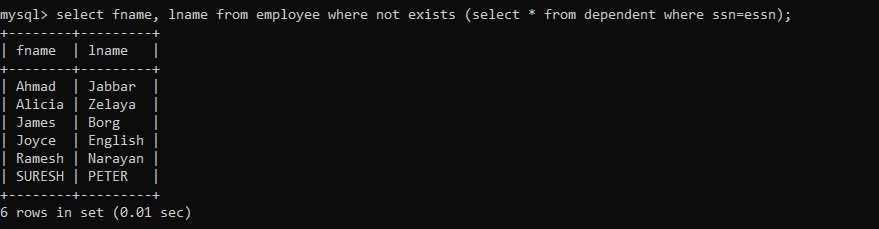 mysql> select fname, lname from employee where not exists (select * from dependent where ssn=essn);
+--------+---------+
| fname  | lname   |
+--------+---------+
| Ahmad  | Jabbar  |
| Alicia | Zelaya  |
| James  | Borg    |
| Joyce  | English |
| Ramesh | Narayan |
| SURESH | PETER   |
+--------+---------+
6 rows in set (0.01 sec)